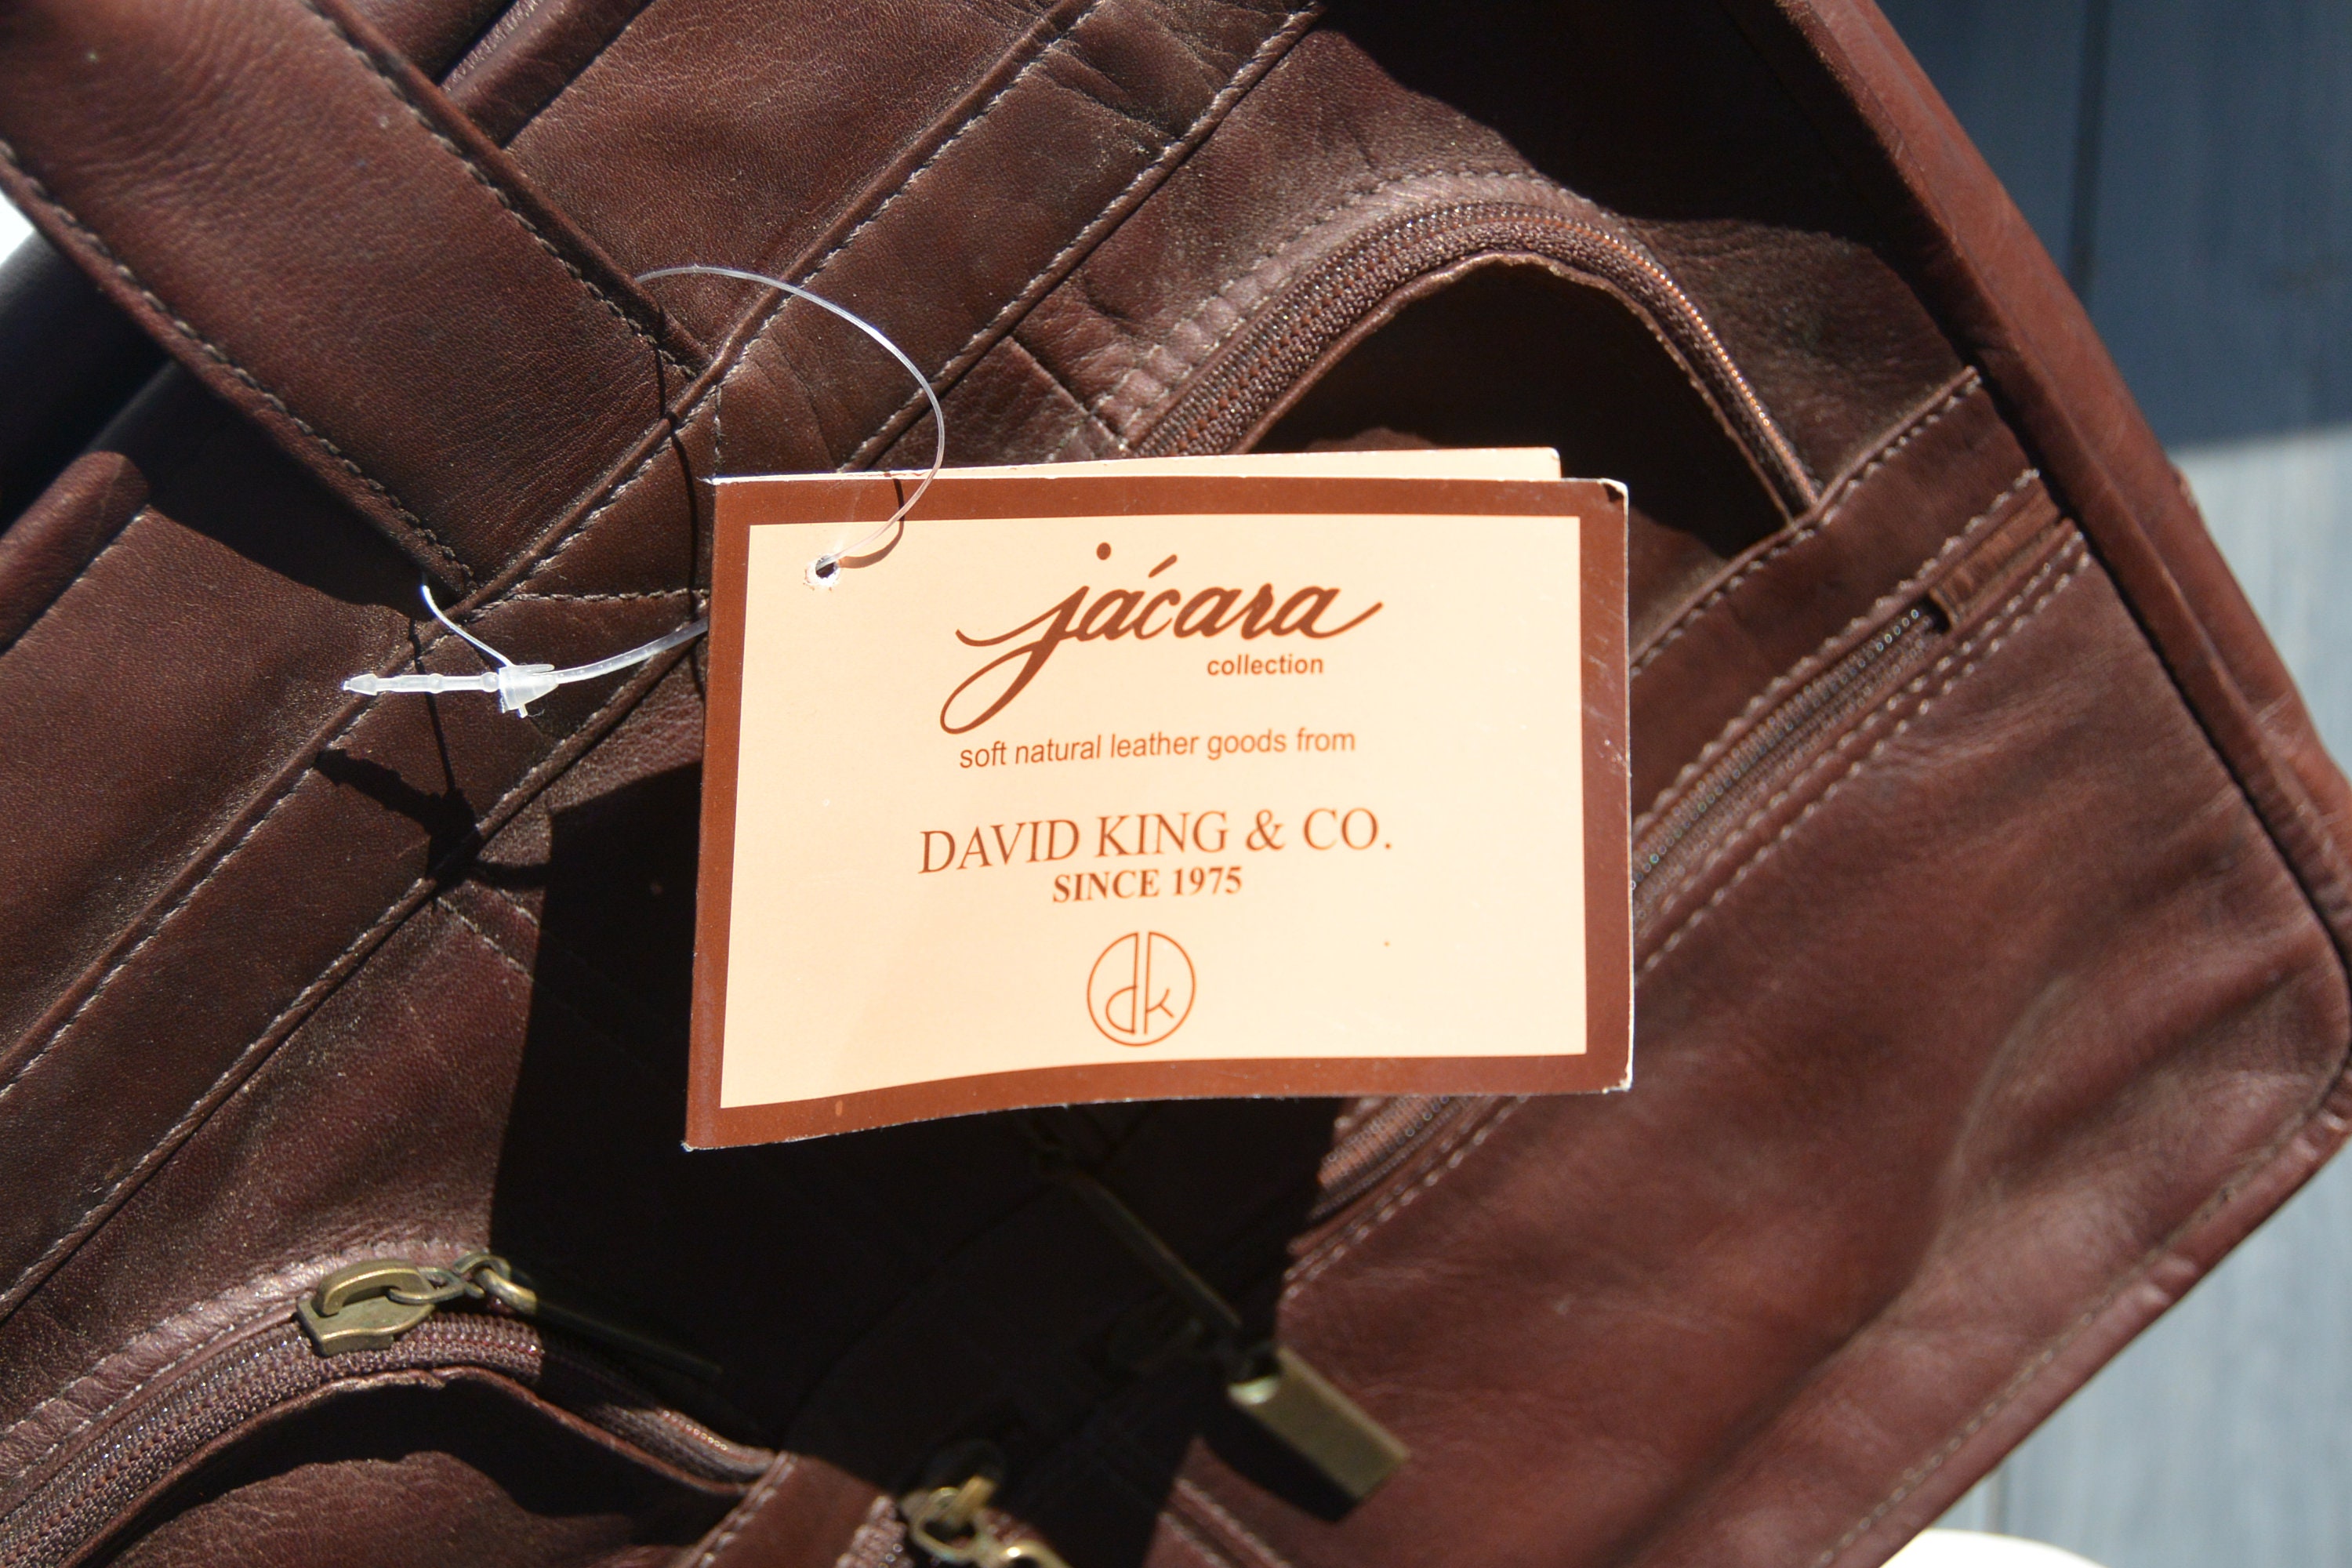 jácara
collection
soft natural leather goods from
DAVID KING & CO.
SINCE 1975
dk